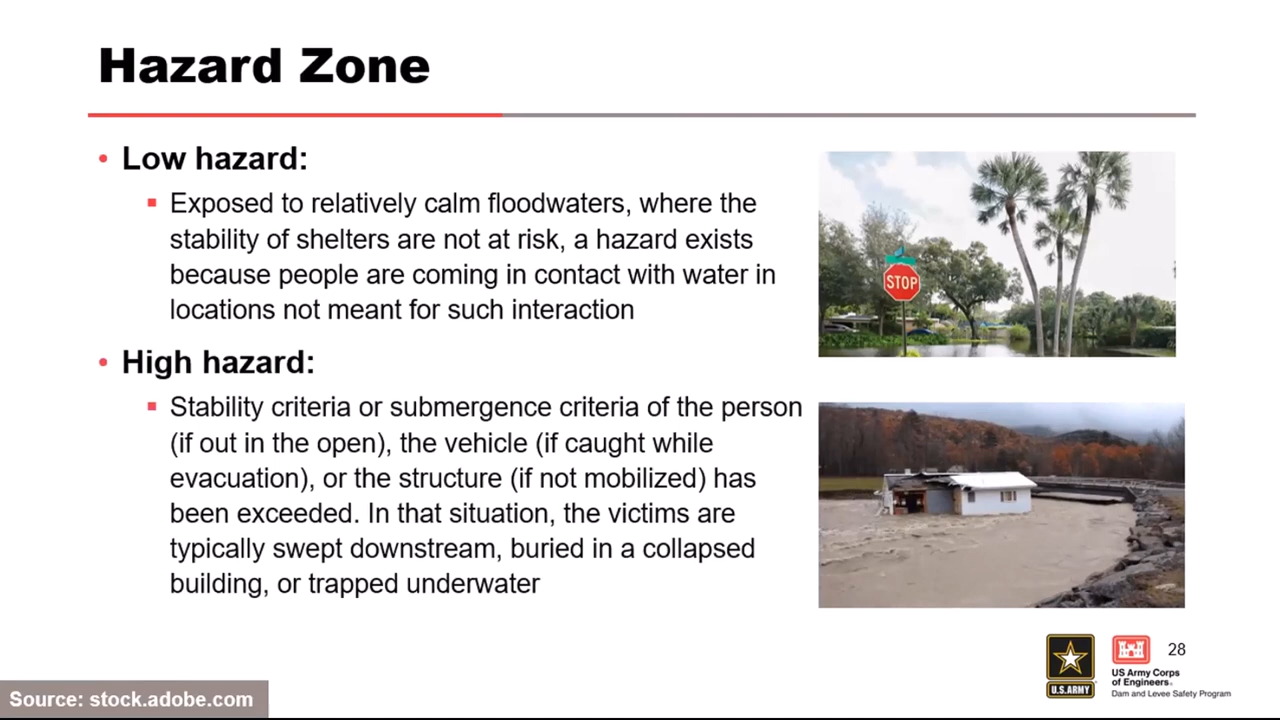 Hazard Zone
• Low hazard:
▪ Exposed to relatively calm floodwaters, where the
stability of shelters are not at risk, a hazard exists
because people are coming in contact with water in
locations not meant for such interaction
STOP
• High hazard:
▪ Stability criteria or submergence criteria of the person
(if out in the open), the vehicle (if caught while
evacuation), or the structure (if not mobilized) has
been exceeded. In that situation, the victims are
typically swept downstream, buried in a collapsed
building, or trapped underwater
U.S.ARMY
US Army Corps
of Engineers.
Dam and Levee Safety Program
28
Source: stock.adobe.com